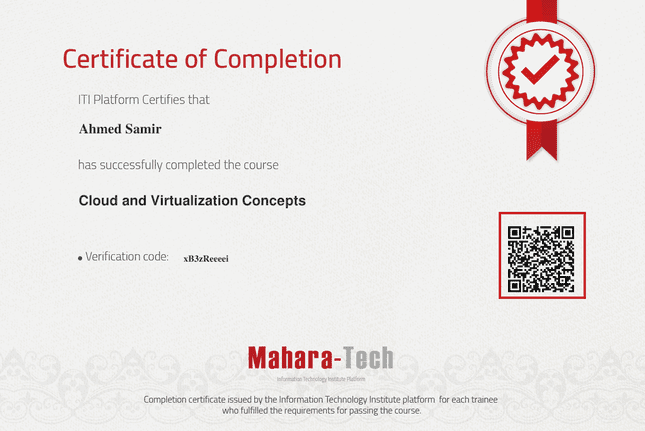 Certificate of Completion
ITI Platform Certifies that
Ahmed Samir
has successfully completed the course
Cloud and Virtualization Concepts
• Verification code: xB3zReeeei
Mahara-Tech
Information Technology Institute Platform
Completion certificate issued by the Information Technology Institute platform for each trainee
who fulfilled the requirements for passing the course.